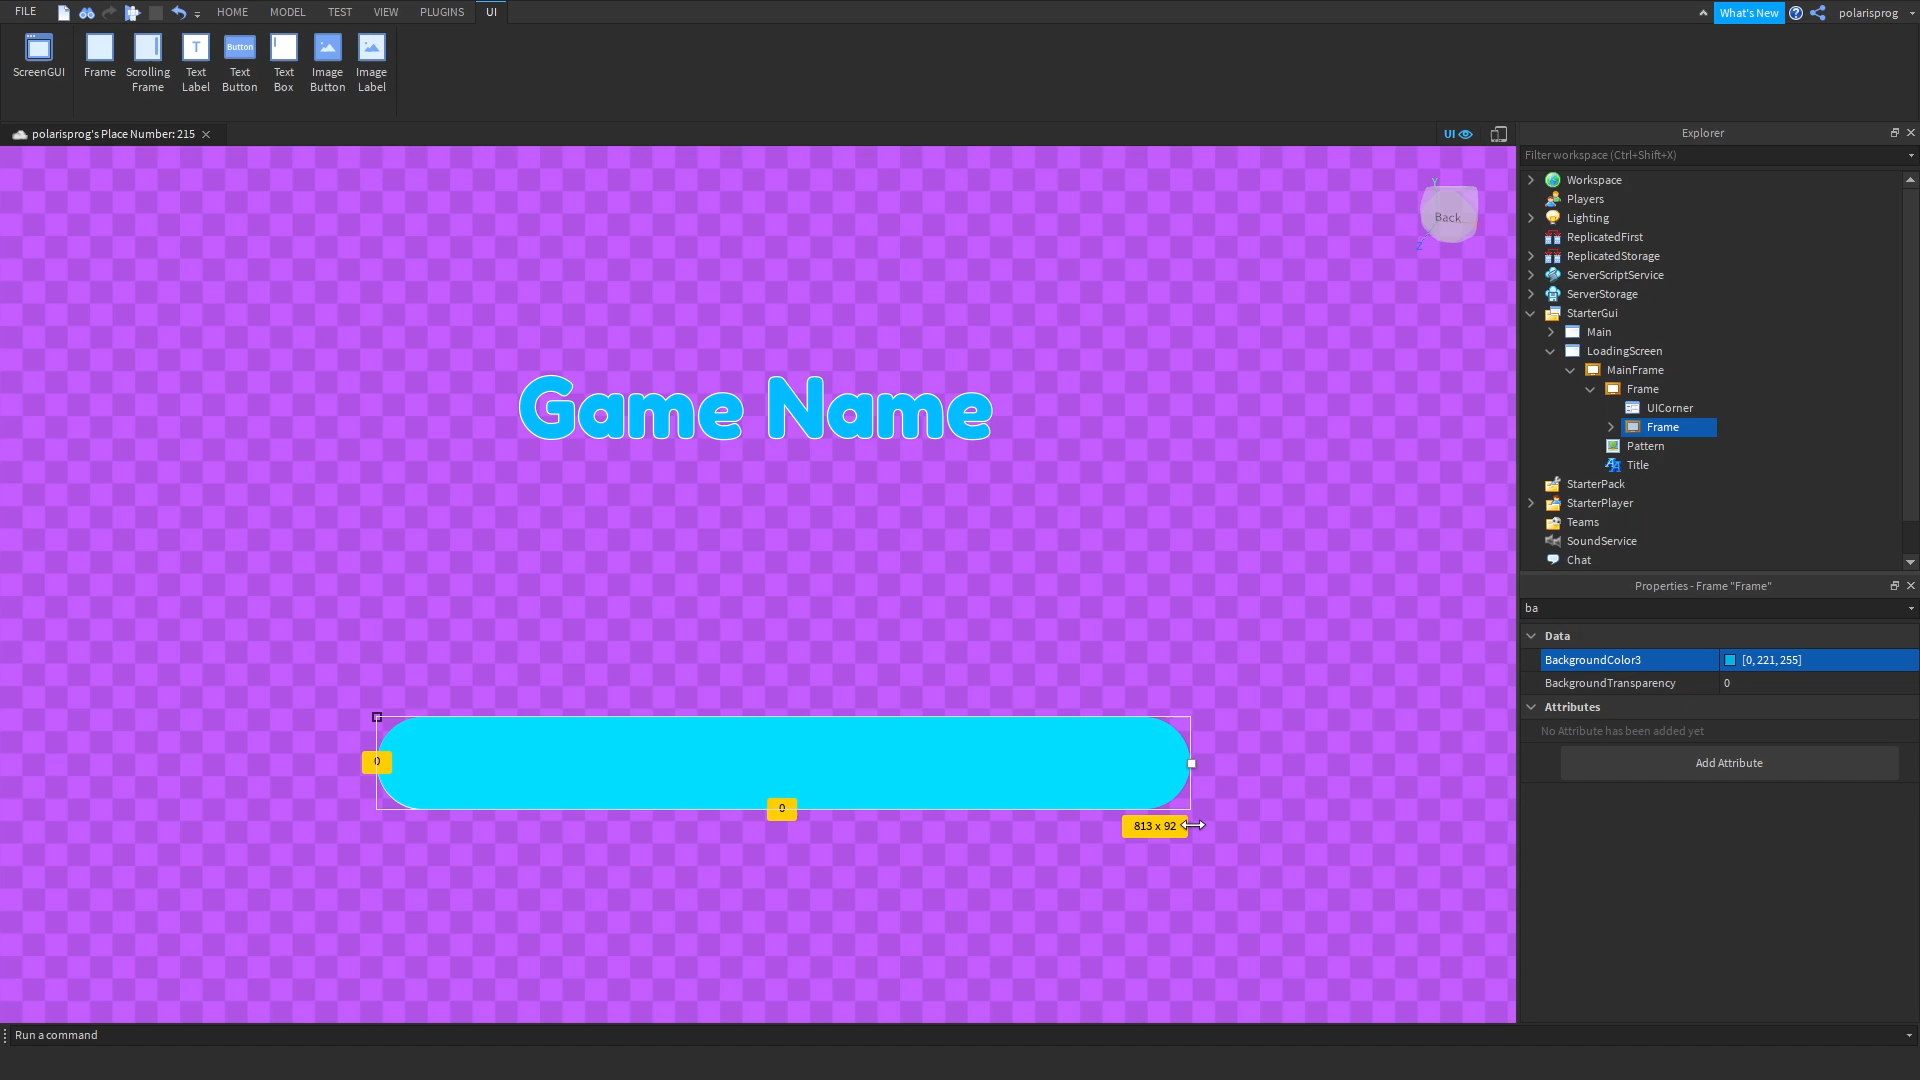 FILE HOME MODEL TEST VIEW PLUGINS UI What's New polarisprog
ScreenGUI Frame Scrolling Frame Text Label Text Button Text Box Image Button Image Label
T Button
polarisprog's Place Number: 215
UI
Y
Back
Z
Game Name
0
0
813 x 92
Explorer
Filter workspace (Ctrl+Shift+X)
Workspace
Players
Lighting
ReplicatedFirst
ReplicatedStorage
ServerScriptService
ServerStorage
StarterGui
Main
LoadingScreen
MainFrame
Frame
UICorner
Frame
Pattern
Title
StarterPack
StarterPlayer
Teams
SoundService
Chat
Properties - Frame "Frame"
ba
Data
BackgroundColor3 [0, 221, 255]
BackgroundTransparency 0
Attributes
No Attribute has been added yet
Add Attribute
Run a command